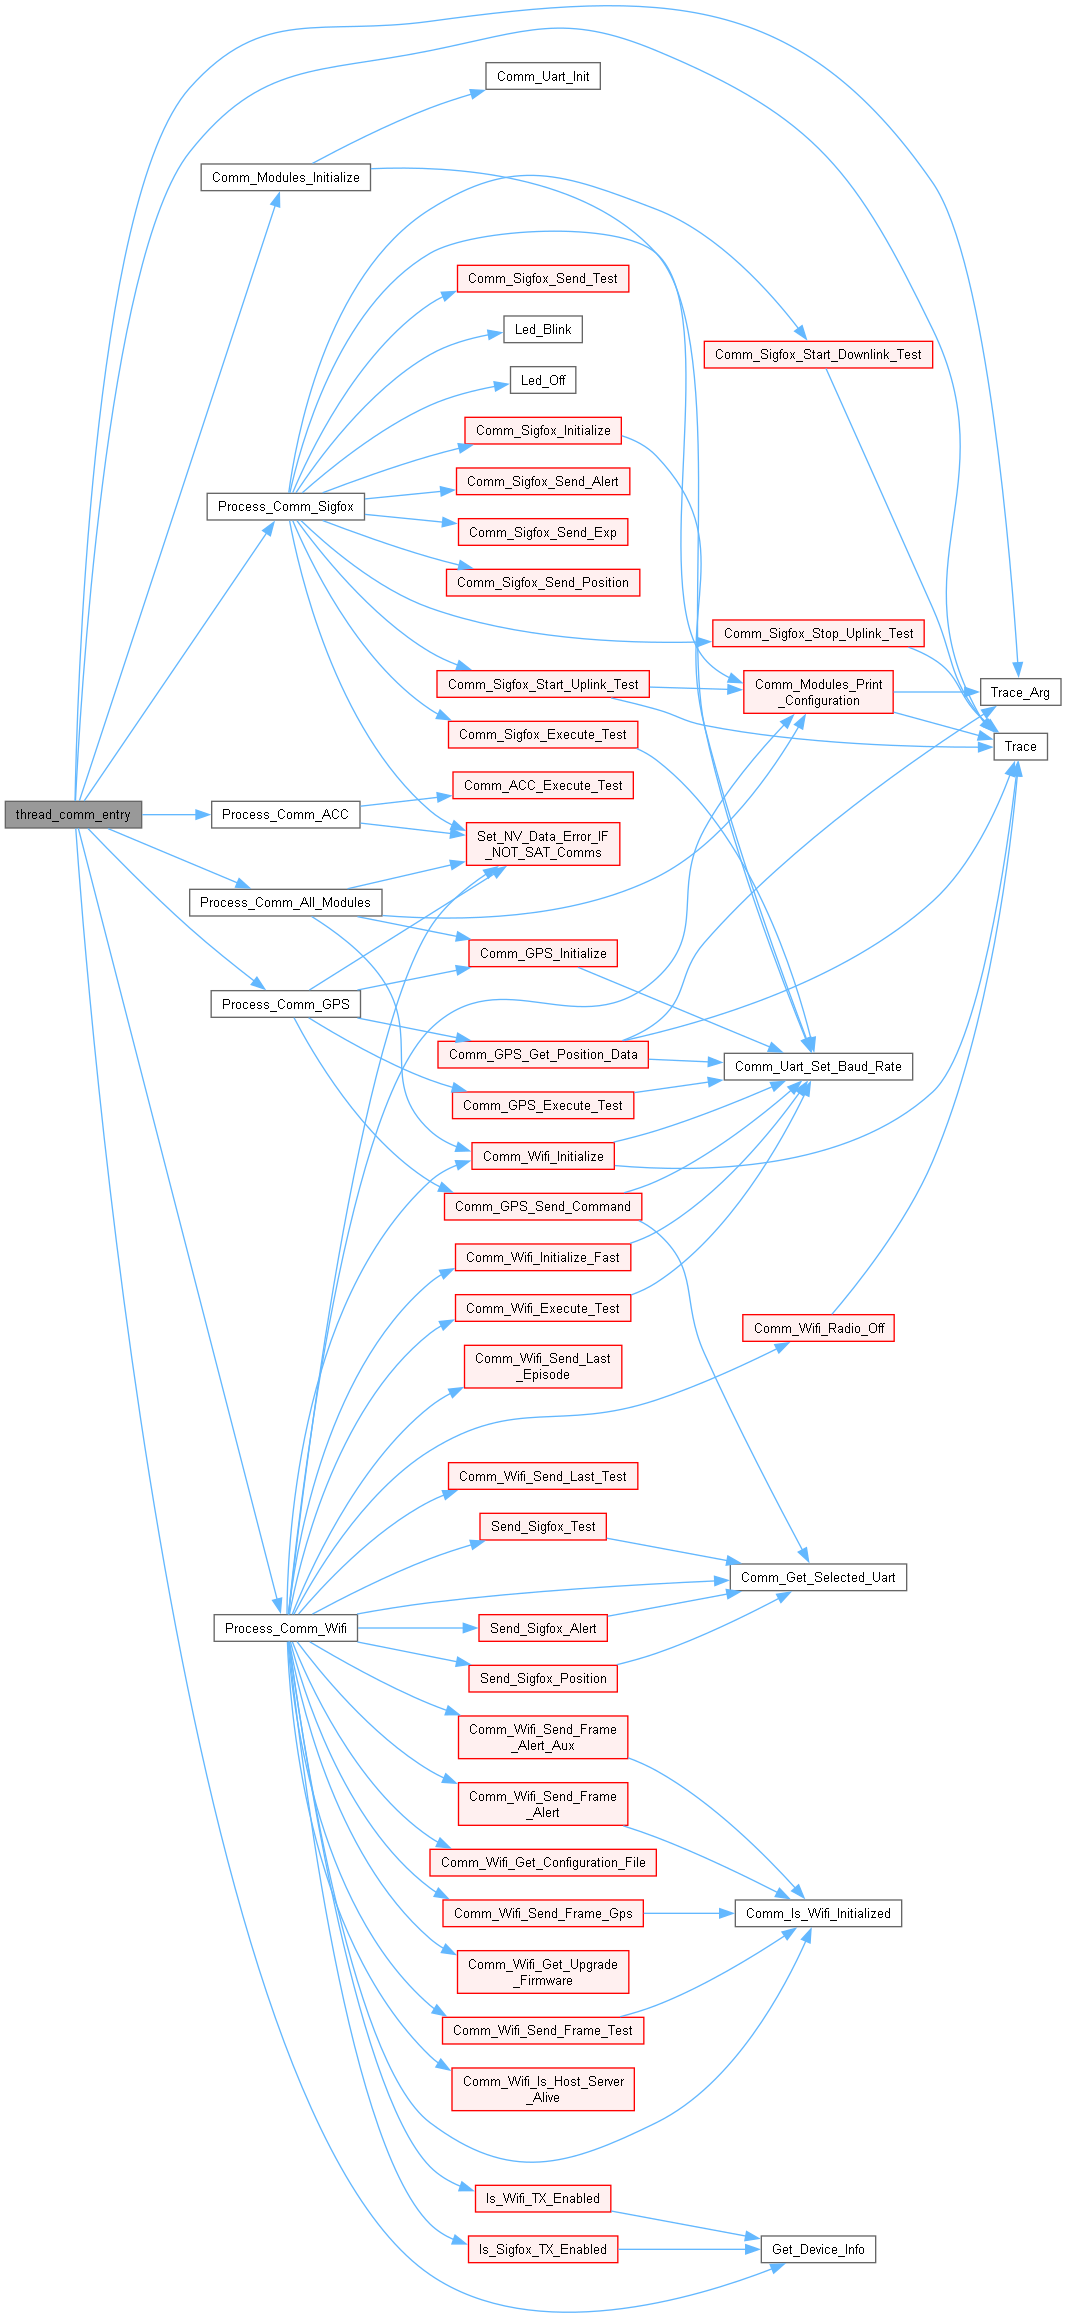 Comm_Uart_Init
Comm_Modules_Initialize
Comm_Sigfox_Send_Test
Led_Blink
Comm_Sigfox_Start_Downlink_Test
Led_Off
Comm_Sigfox_Initialize
Comm_Sigfox_Send_Alert
Process_Comm_Sigfox
Comm_Sigfox_Send_Exp
Comm_Sigfox_Send_Position
Comm_Sigfox_Stop_Uplink_Test
Comm_Sigfox_Start_Uplink_Test
Comm_Modules_Print
_Configuration
Trace_Arg
Comm_Sigfox_Execute_Test
Trace
Comm_ACC_Execute_Test
thread_comm_entry
Process_Comm_ACC
Set_NV_Data_Error_IF
_NOT_SAT_Comms
Process_Comm_All_Modules
Comm_GPS_Initialize
Process_Comm_GPS
Comm_GPS_Get_Position_Data
Comm_Uart_Set_Baud_Rate
Comm_GPS_Execute_Test
Comm_Wifi_Initialize
Comm_GPS_Send_Command
Comm_Wifi_Initialize_Fast
Comm_Wifi_Execute_Test
Comm_Wifi_Radio_Off
Comm_Wifi_Send_Last
_Episode
Comm_Wifi_Send_Last_Test
Send_Sigfox_Test
Comm_Get_Selected_Uart
Process_Comm_Wifi
Send_Sigfox_Alert
Send_Sigfox_Position
Comm_Wifi_Send_Frame
_Alert_Aux
Comm_Wifi_Send_Frame
_Alert
Comm_Wifi_Get_Configuration_File
Comm_Wifi_Send_Frame_Gps
Comm_Is_Wifi_Initialized
Comm_Wifi_Get_Upgrade
_Firmware
Comm_Wifi_Send_Frame_Test
Comm_Wifi_Is_Host_Server
_Alive
Is_Wifi_TX_Enabled
Is_Sigfox_TX_Enabled
Get_Device_Info